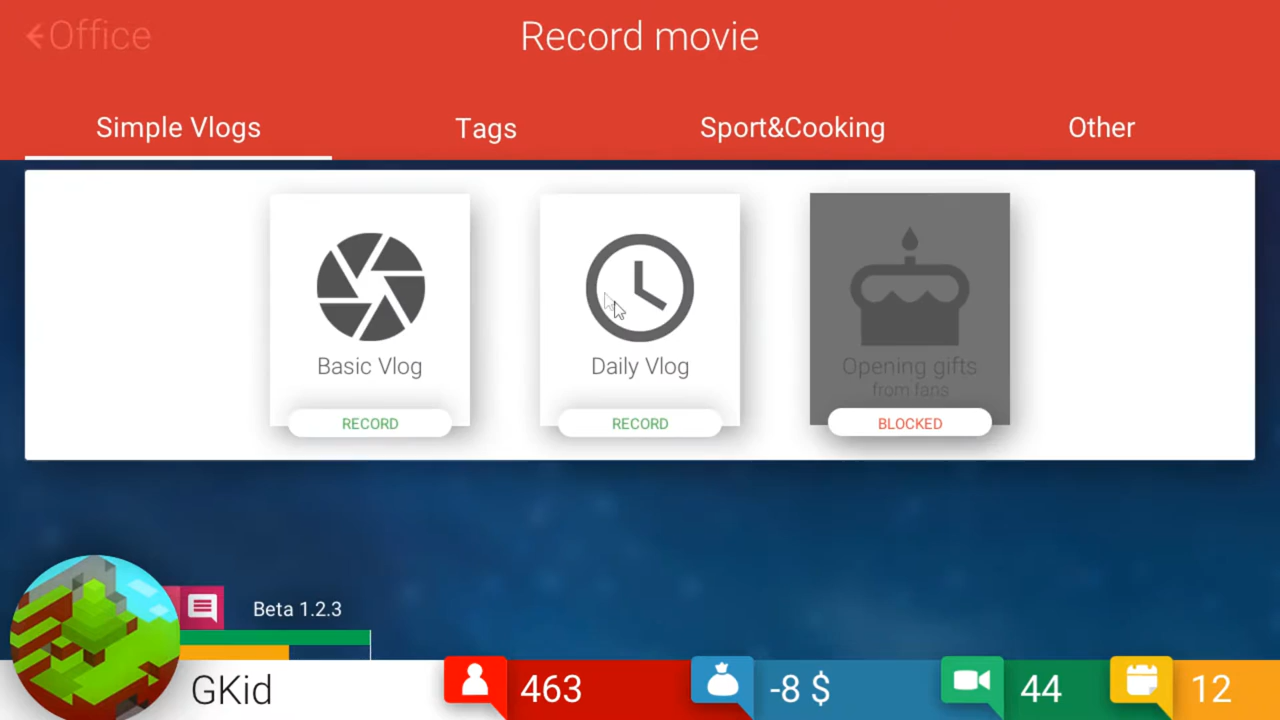 Office
Record movie
Simple Vlogs
Tags
Sport&Cooking
Other
Basic Vlog
RECORD
Daily Vlog
RECORD
Opening gifts
from fans
BLOCKED
Beta 1.2.3
GKid
463
-8 $
44
12